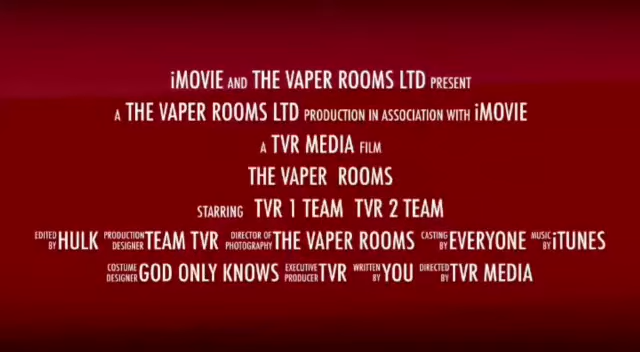 iMOVIE AND THE VAPER ROOMS LTD PRESENT
A THE VAPER ROOMS LTD PRODUCTION IN ASSOCIATION WITH iMOVIE
A TVR MEDIA FILM
THE VAPER ROOMS
STARRING TVR 1 TEAM TVR 2 TEAM
EDITED BY HULK PRODUCTION DESIGNER TEAM TVR DIRECTOR OF PHOTOGRAPHY THE VAPER ROOMS CASTING BY EVERYONE MUSIC BY iTUNES
COSTUME DESIGNER GOD ONLY KNOWS EXECUTIVE PRODUCER TVR WRITTEN BY YOU DIRECTED BY TVR MEDIA